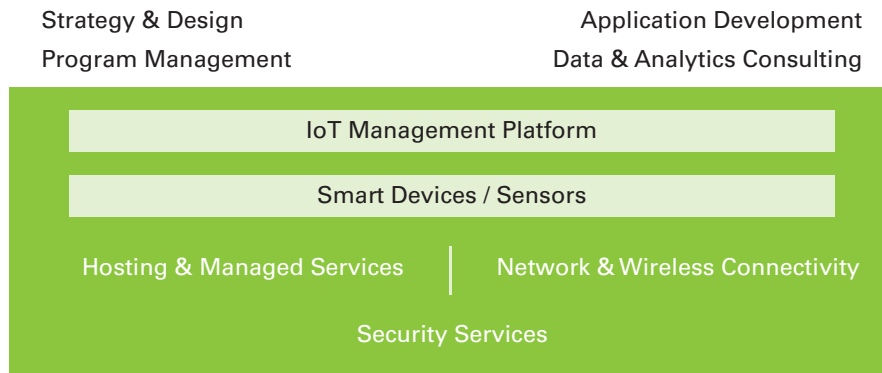 Strategy & Design
Application Development
Program Management
Data & Analytics Consulting
IoT Management Platform
Smart Devices / Sensors
Hosting & Managed Services
Network & Wireless Connectivity
Security Services